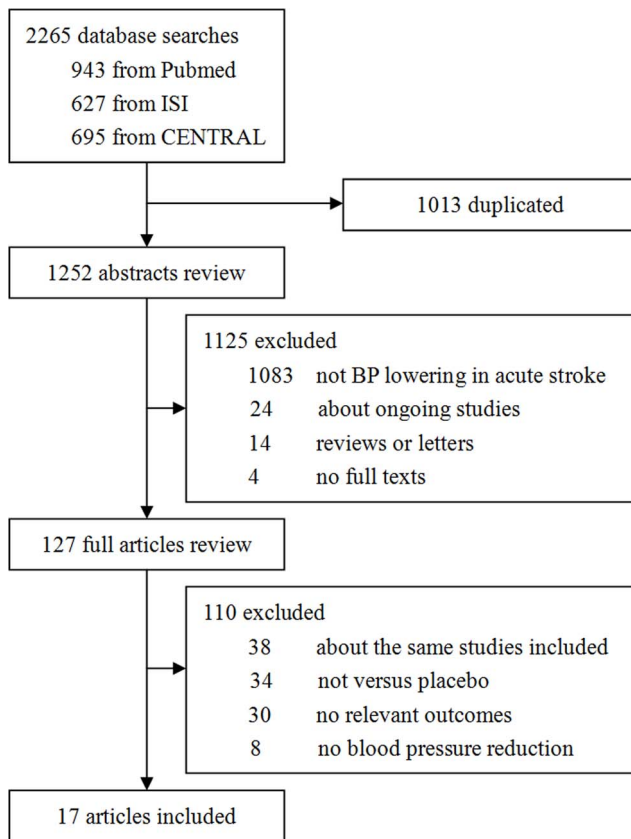 2265 database searches
943 from Pubmed
627 from ISI
695 from CENTRAL
1013 duplicated
1252 abstracts review
1125 excluded
1083 not BP lowering in acute stroke
24 about ongoing studies
14 reviews or letters
4 no full texts
127 full articles review
110 excluded
38 about the same studies included
34 not versus placebo
30 no relevant outcomes
8 no blood pressure reduction
17 articles included